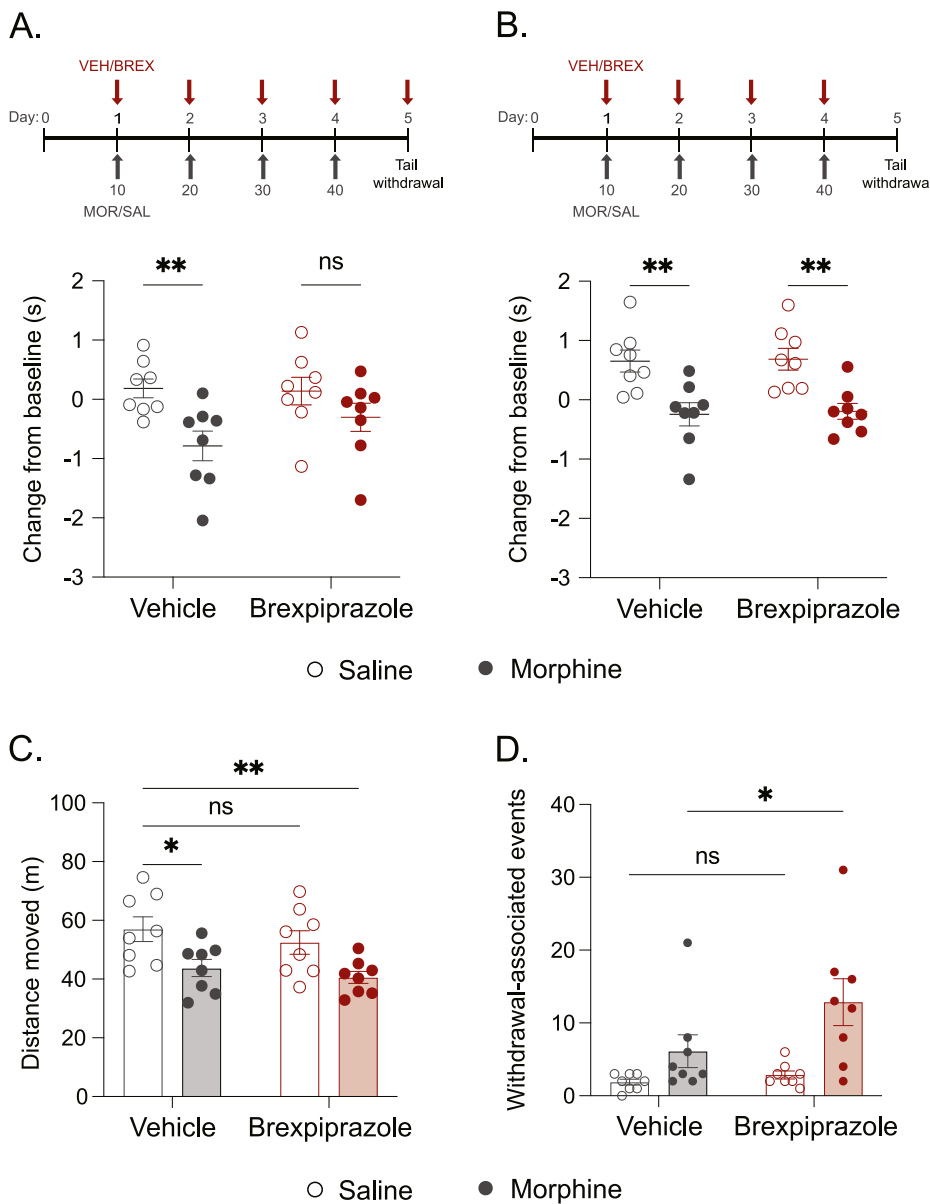 A.
VEH/BREX
Day: 0 1 2 3 4 5
10 20 30 40 Tail
withdrawal
MOR/SAL
Change from baseline (s)
2
1
0
-1
-2
-3
** ns
Vehicle Brexpiprazole
B.
VEH/BREX
Day: 0 1 2 3 4 5
10 20 30 40 Tail
withdrawa
MOR/SAL
Change from baseline (s)
2
1
0
-1
-2
-3
** **
Vehicle Brexpiprazole
Saline Morphine
C.
Distance moved (m)
100
80
60
40
20
0
**
ns
*
Vehicle Brexpiprazole
D.
Withdrawal-associated events
40
30
20
10
0
*
ns
Vehicle Brexpiprazole
Saline Morphine